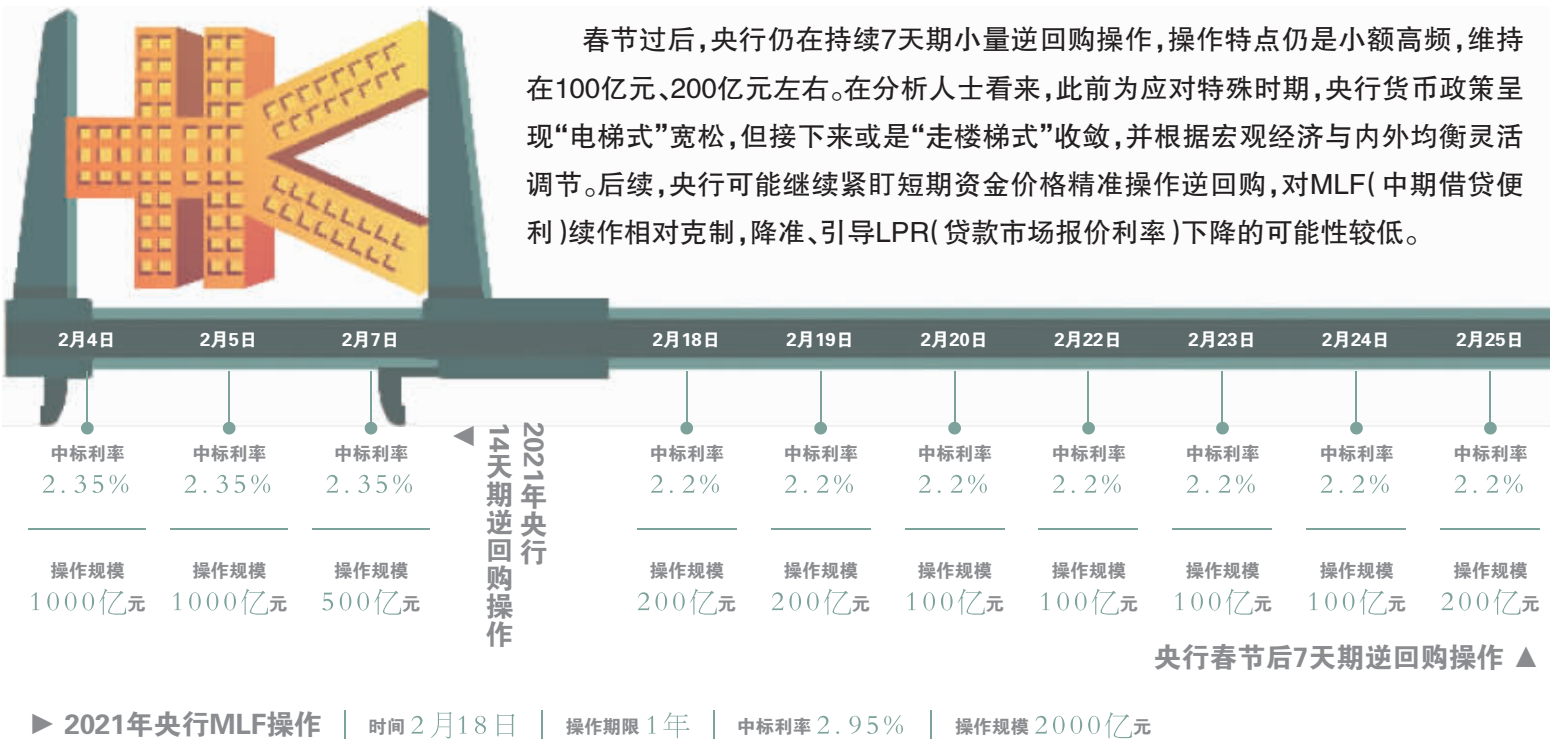 春节过后,央行仍在持续7天期小量逆回购操作,操作特点仍是小额高频,维持
在100亿元、200亿元左右。在分析人士看来,此前为应对特殊时期,央行货币政策呈
现“电梯式”宽松,但接下来或是“走楼梯式”收敛,并根据宏观经济与内外均衡灵活
调节。后续,央行可能继续紧盯短期资金价格精准操作逆回购,对MLF(中期借贷便
利)续作相对克制,降准、引导LPR(贷款市场报价利率)下降的可能性较低。
2月4日 2月5日 2月7日 2月18日 2月19日 2月20日 2月22日 2月23日 2月24日 2月25日
中标利率 中标利率 中标利率 中标利率 中标利率 中标利率 中标利率 中标利率 中标利率 中标利率
2.35% 2.35% 2.35% 2.2% 2.2% 2.2% 2.2% 2.2% 2.2% 2.2%
操作规模 操作规模 操作规模 操作规模 操作规模 操作规模 操作规模 操作规模 操作规模 操作规模
1000亿元 1000亿元 500亿元 200亿元 200亿元 100亿元 100亿元 100亿元 100亿元 200亿元
2021年央行
14天期逆回购操作 ◀
央行春节后7天期逆回购操作 ▲
▶ 2021年央行MLF操作 时间 2月18日 操作期限 1年 中标利率 2.95% 操作规模 2000亿元